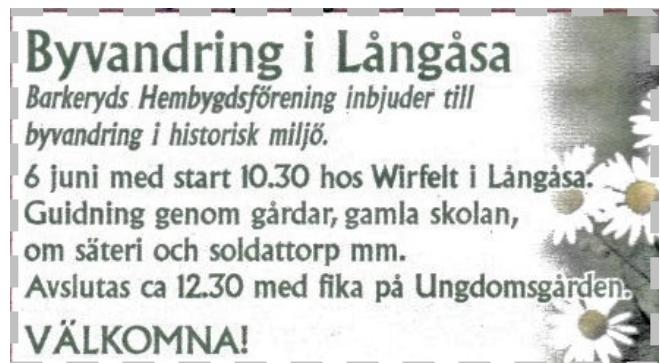 Byvandring i Långåsa
Barkeryds Hembygdsförening inbjuder till
byvandring i historisk miljö.
6 juni med start 10.30 hos Wirfelt i Långåsa.
Guidning genom gårdar, gamla skolan,
om säteri och soldattorp mm.
Avslutas ca 12.30 med fika på Ungdomsgården.
VÄLKOMNA!